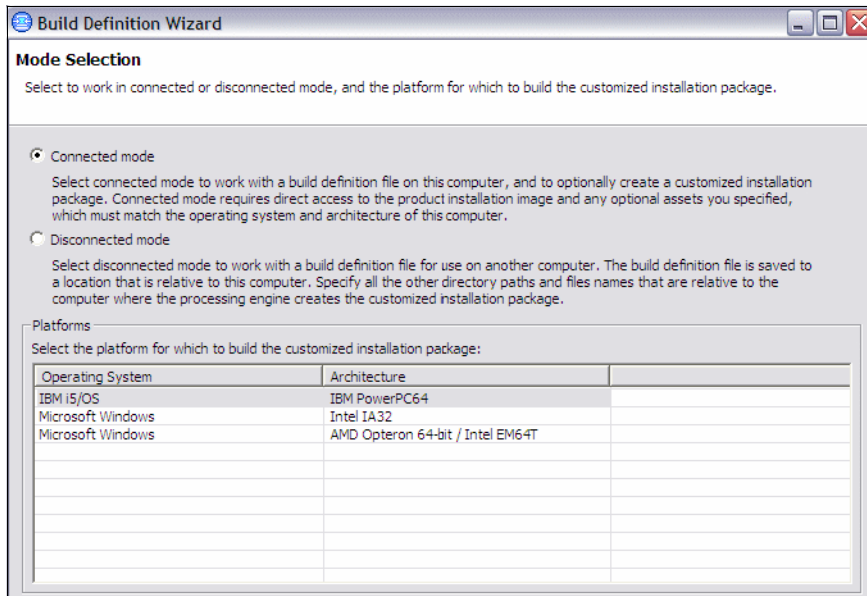 Build Definition Wizard
Mode Selection
Select to work in connected or disconnected mode, and the platform for which to build the customized installation package.
Connected mode
Select connected mode to work with a build definition file on this computer, and to optionally create a customized installation
package. Connected mode requires direct access to the product installation image and any optional assets you specified,
which must match the operating system and architecture of this computer.
Disconnected mode
Select disconnected mode to work with a build definition file for use on another computer. The build definition file is saved to
a location that is relative to this computer. Specify all the other directory paths and files names that are relative to the
computer where the processing engine creates the customized installation package.
Platforms
Select the platform for which to build the customized installation package:
Operating System Architecture
IBM i5/OS IBM PowerPC64
Microsoft Windows Intel IA32
Microsoft Windows AMD Opteron 64-bit / Intel EM64T